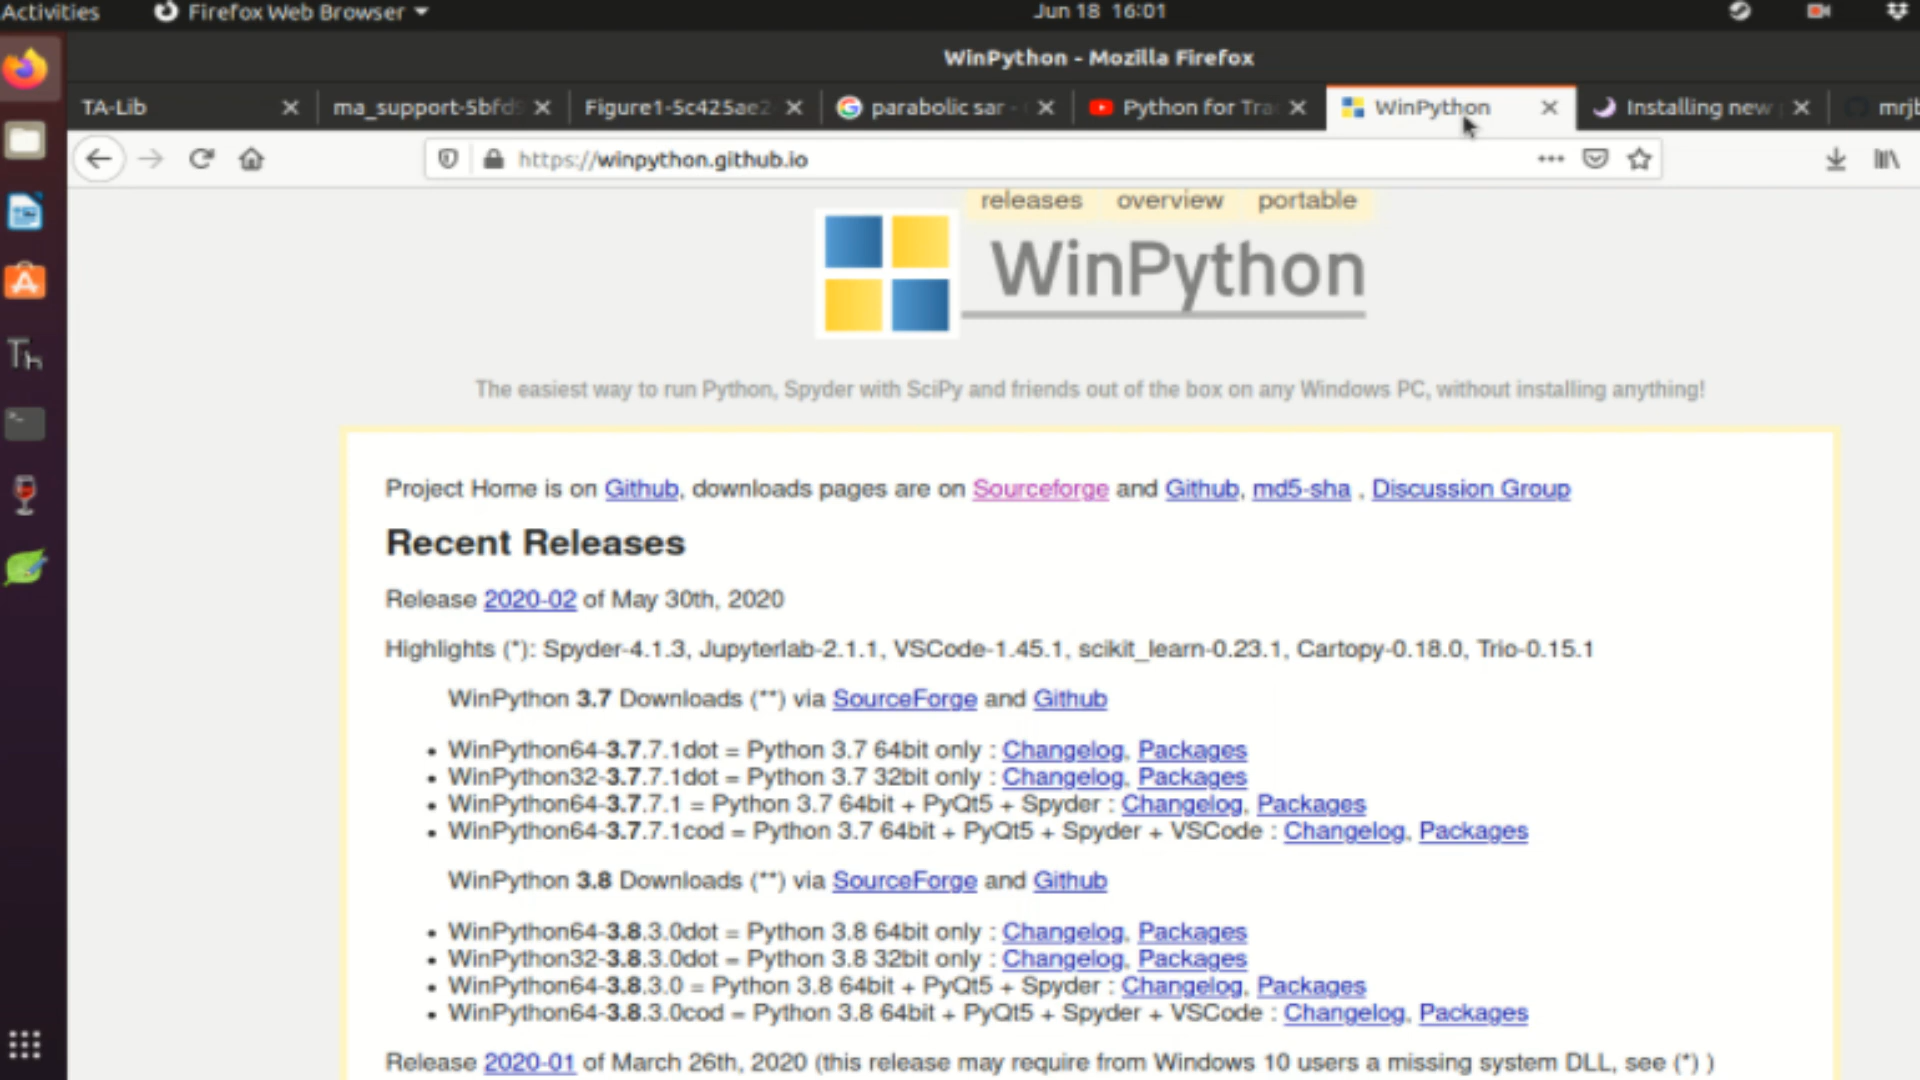 Activities Firefox Web Browser Jun 18 16:01
WinPython - Mozilla Firefox
TA-Lib ma_support-5bfd9 Figure1-5c425ae2 parabolic sar - Python for Tra WinPython Installing new mrjb
https://winpython.github.io
releases overview portable
WinPython
The easiest way to run Python, Spyder with SciPy and friends out of the box on any Windows PC, without installing anything!
Project Home is on Github, downloads pages are on Sourceforge and Github, md5-sha , Discussion Group
Recent Releases
Release 2020-02 of May 30th, 2020
Highlights (*): Spyder-4.1.3, Jupyterlab-2.1.1, VSCode-1.45.1, scikit_learn-0.23.1, Cartopy-0.18.0, Trio-0.15.1
WinPython 3.7 Downloads (**) via SourceForge and Github
• WinPython64-3.7.7.1dot = Python 3.7 64bit only : Changelog, Packages
• WinPython32-3.7.7.1dot = Python 3.7 32bit only : Changelog, Packages
• WinPython64-3.7.7.1 = Python 3.7 64bit + PyQt5 + Spyder : Changelog, Packages
• WinPython64-3.7.7.1cod = Python 3.7 64bit + PyQt5 + Spyder + VSCode : Changelog, Packages
WinPython 3.8 Downloads (**) via SourceForge and Github
• WinPython64-3.8.3.0dot = Python 3.8 64bit only : Changelog, Packages
• WinPython32-3.8.3.0dot = Python 3.8 32bit only : Changelog, Packages
• WinPython64-3.8.3.0 = Python 3.8 64bit + PyQt5 + Spyder : Changelog, Packages
• WinPython64-3.8.3.0cod = Python 3.8 64bit + PyQt5 + Spyder + VSCode : Changelog, Packages
Release 2020-01 of March 26th, 2020 (this release may require from Windows 10 users a missing system DLL, see (*) )